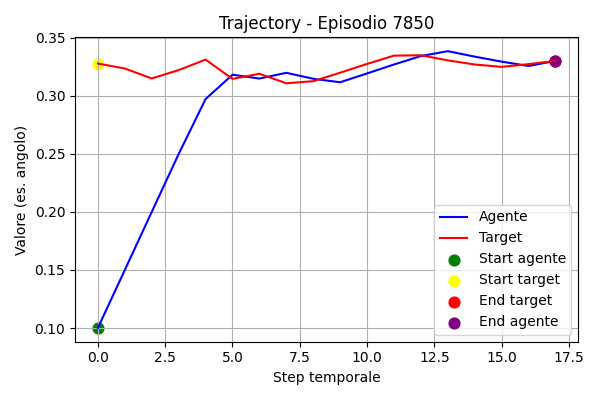 Trajectory - Episodio 7850
Valore (es. angolo)
0.35
0.30
0.25
0.20
0.15
0.10
0.0 2.5 5.0 7.5 10.0 12.5 15.0 17.5
Step temporale
Agente
Target
Start agente
Start target
End target
End agente